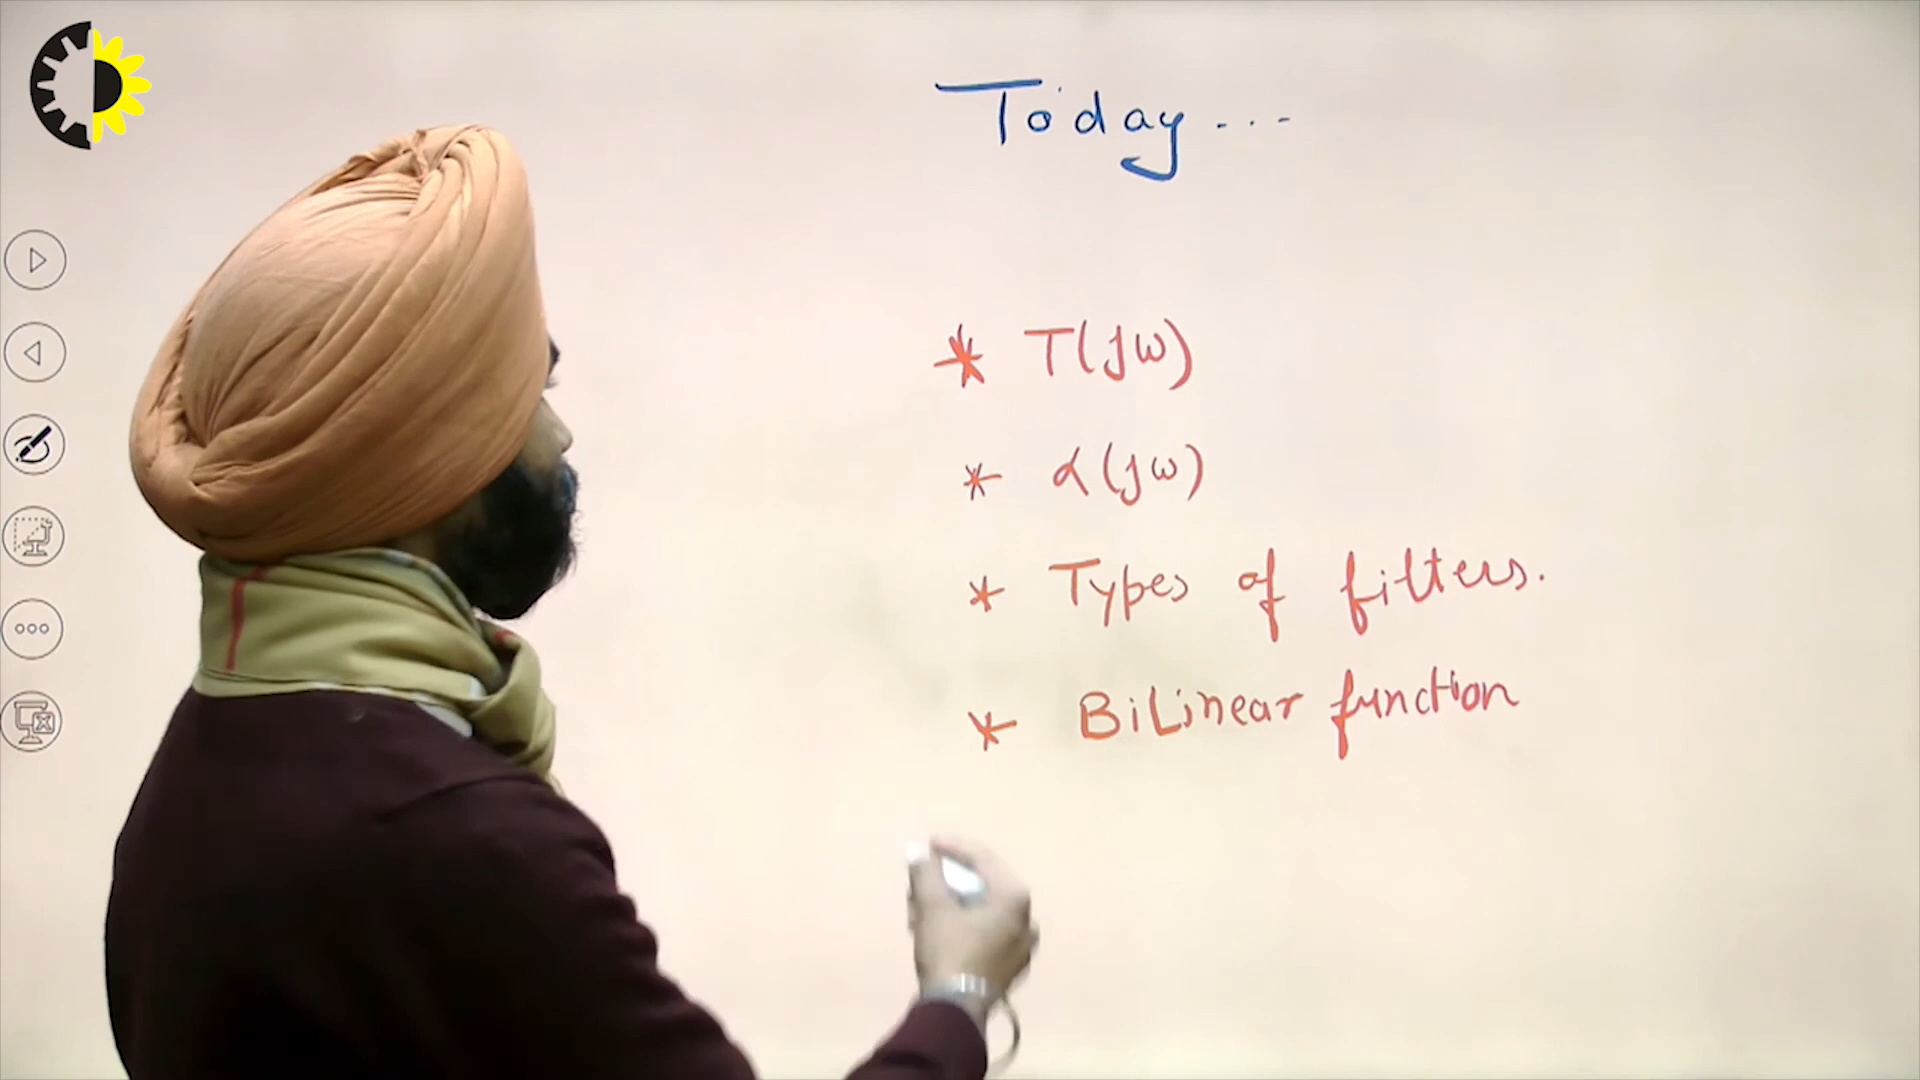 Today...
* T(jω)
* α(jω)
* Types of filters.
* BiLinear function